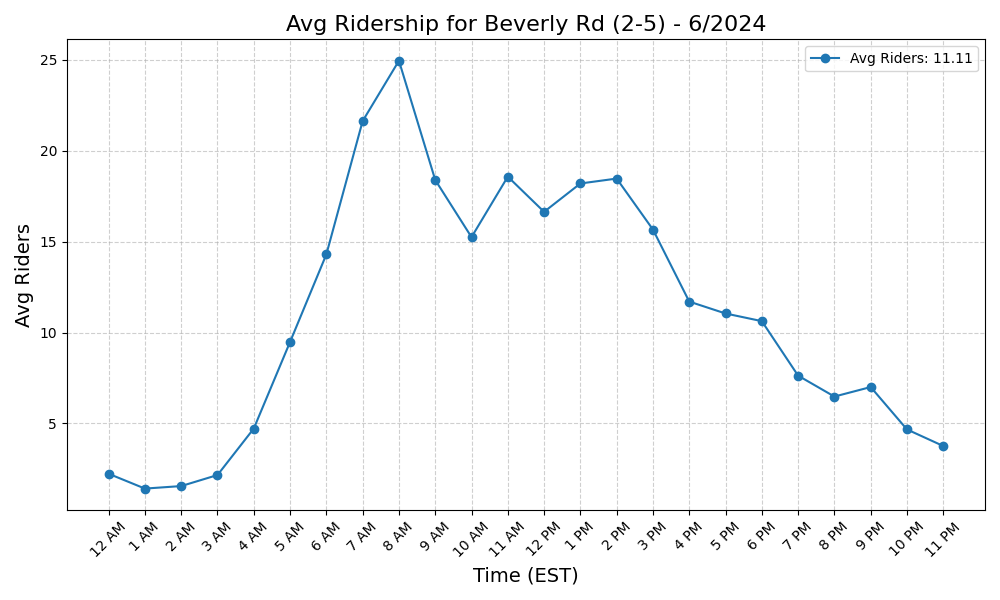 Avg Ridership for Beverly Rd (2-5) - 6/2024
Avg Riders: 11.11
Avg Riders
25
20
15
10
5
12 AM
1 AM
2 AM
3 AM
4 AM
5 AM
6 AM
7 AM
8 AM
9 AM
10 AM
11 AM
12 PM
1 PM
2 PM
3 PM
4 PM
5 PM
6 PM
7 PM
8 PM
9 PM
10 PM
11 PM
Time (EST)